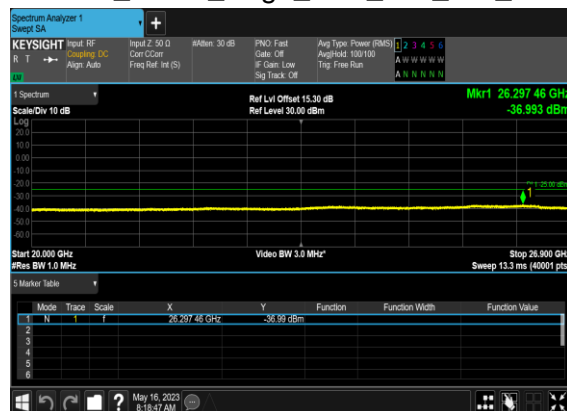 Spectrum Analyzer 1
Swept SA
+
KEYSIGHT Input: RF Input Z: 50 Ω #Atten: 30 dB PNO: Fast Avg Type: Power (RMS) 1 2 3 4 5 6
R T Coupling: DC Corr CCorr Gate: Off Avg|Hold: 100/100 A W W W W W
Align: Auto Freq Ref: Int (S) IF Gain: Low Trig: Free Run
Sig Track: Off A N N N N N
1 Spectrum Ref Lvl Offset 15.30 dB Mkr1 26.297 46 GHz
Scale/Div 10 dB Ref Level 30.00 dBm -36.993 dBm
Log
20.0
10.0
0.00
-10.0
-20.0
-30.0
-40.0
-50.0
-60.0
1 -25.00 dBm
1
Start 20.000 GHz Video BW 3.0 MHz* Stop 26.900 GHz
#Res BW 1.0 MHz Sweep 13.3 ms (40001 pts
5 Marker Table
Mode Trace Scale X Y Function Function Width Function Value
1 N 1 f 26.297 46 GHz -36.99 dBm
2
3
4
5
6
? May 16, 2023
8:18:47 AM